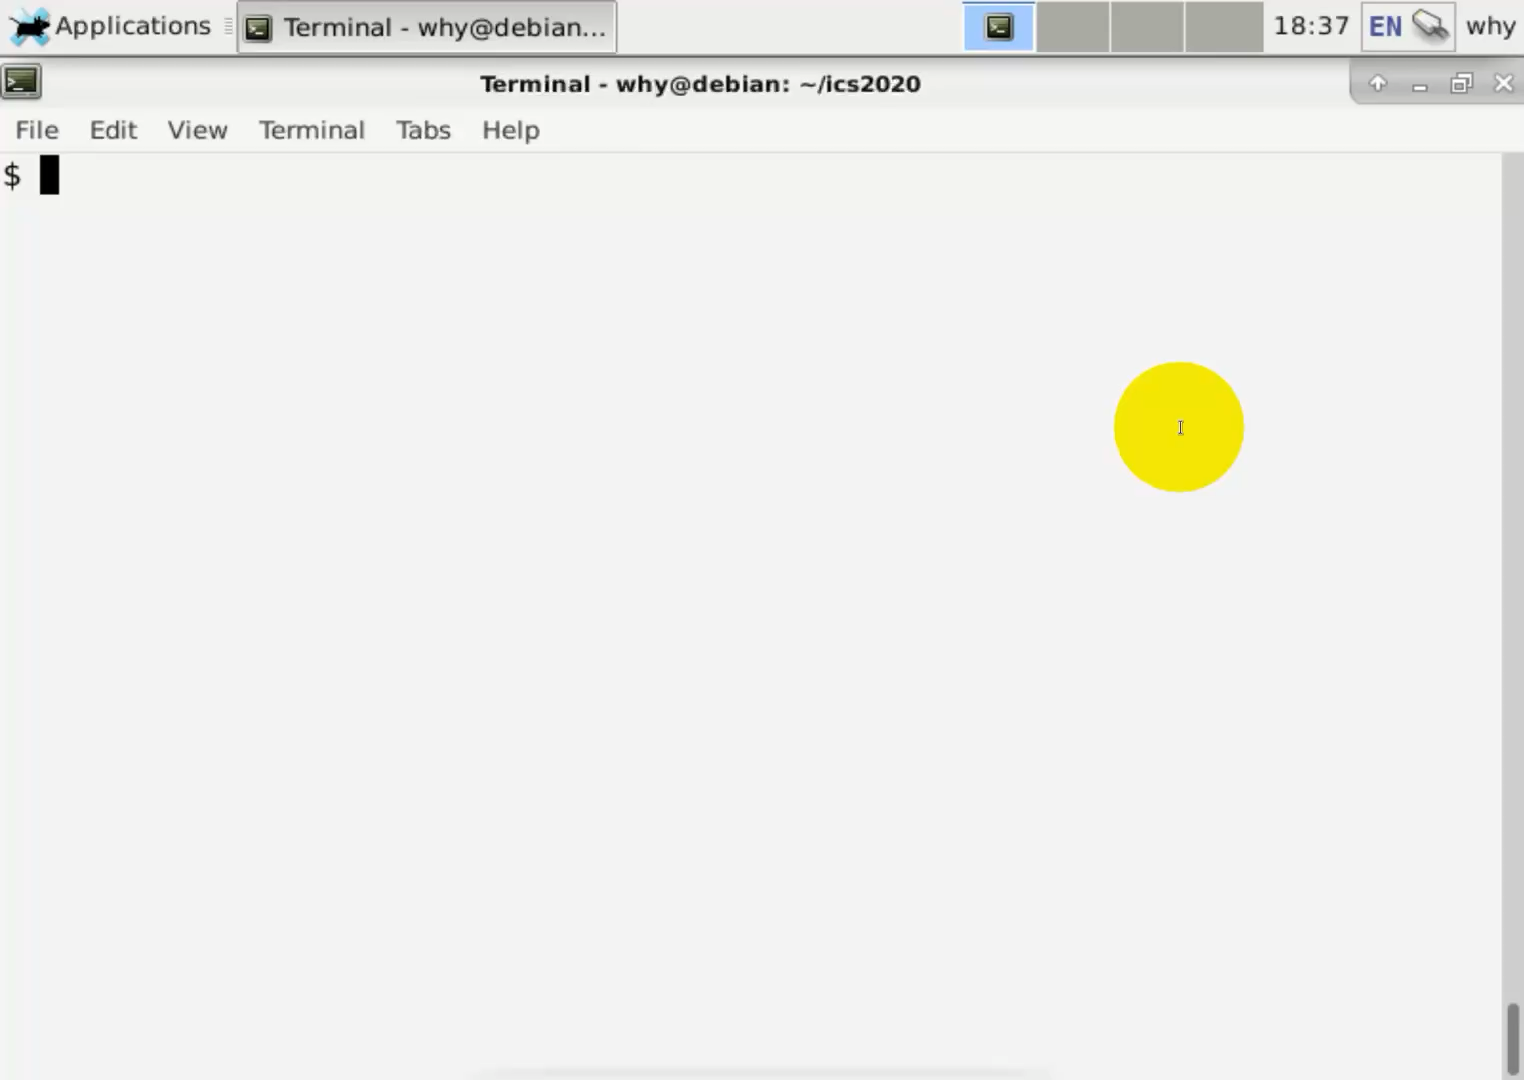 Applications Terminal - why@debian... 18:37 EN why
Terminal - why@debian: ~/ics2020
File Edit View Terminal Tabs Help
$